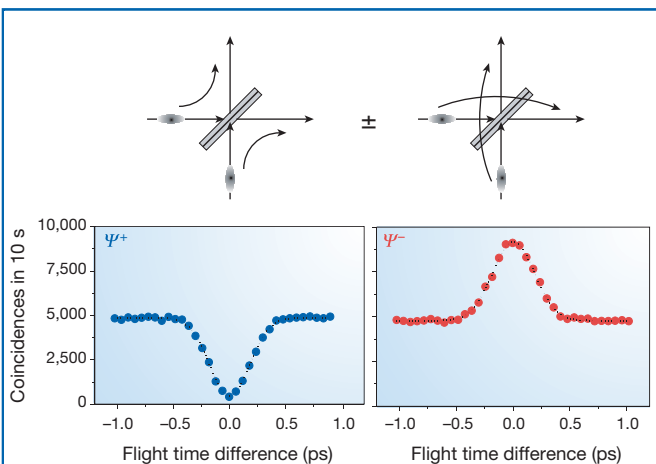 I±
Ψ+
Ψ−
Coincidences in 10 s
10,000
7,500
5,000
2,500
0
−1.0
−0.5
0.0
0.5
1.0
−1.0
−0.5
0.0
0.5
1.0
Flight time difference (ps)
Flight time difference (ps)